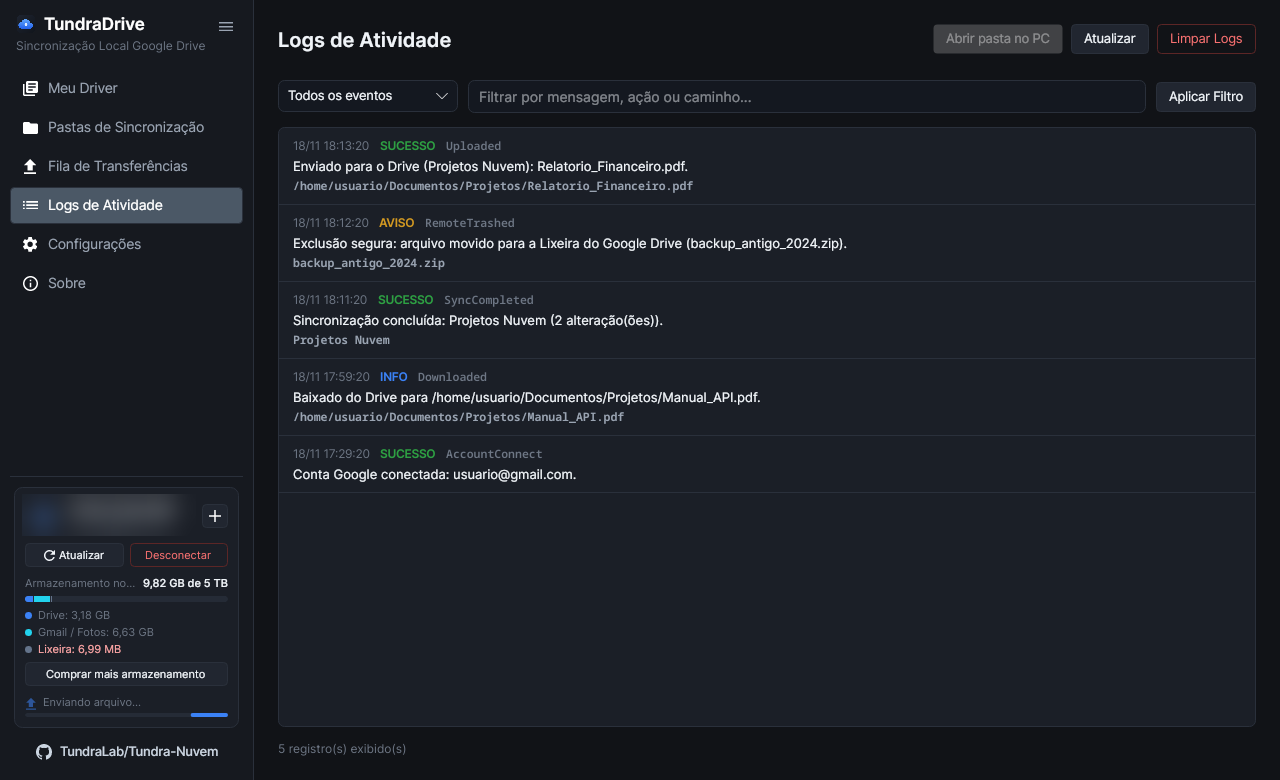 TundraDrive
Sincronização Local Google Drive
Meu Driver
Pastas de Sincronização
Fila de Transferências
Logs de Atividade
Configurações
Sobre
Atualizar
Desconectar
Armazenamento no... 9,82 GB de 5 TB
Drive: 3,18 GB
Gmail / Fotos: 6,63 GB
Lixeira: 6,99 MB
Comprar mais armazenamento
Enviando arquivo...
TundraLab/Tundra-Nuvem
Logs de Atividade
Abrir pasta no PC
Atualizar
Limpar Logs
Todos os eventos
Filtrar por mensagem, ação ou caminho...
Aplicar Filtro
18/11 18:13:20 SUCESSO Uploaded
Enviado para o Drive (Projetos Nuvem): Relatorio_Financeiro.pdf.
/home/usuario/Documentos/Projetos/Relatorio_Financeiro.pdf
18/11 18:12:20 AVISO RemoteTrashed
Exclusão segura: arquivo movido para a Lixeira do Google Drive (backup_antigo_2024.zip).
backup_antigo_2024.zip
18/11 18:11:20 SUCESSO SyncCompleted
Sincronização concluída: Projetos Nuvem (2 alteração(ões)).
Projetos Nuvem
18/11 17:59:20 INFO Downloaded
Baixado do Drive para /home/usuario/Documentos/Projetos/Manual_API.pdf.
/home/usuario/Documentos/Projetos/Manual_API.pdf
18/11 17:29:20 SUCESSO AccountConnect
Conta Google conectada: usuario@gmail.com.
5 registro(s) exibido(s)